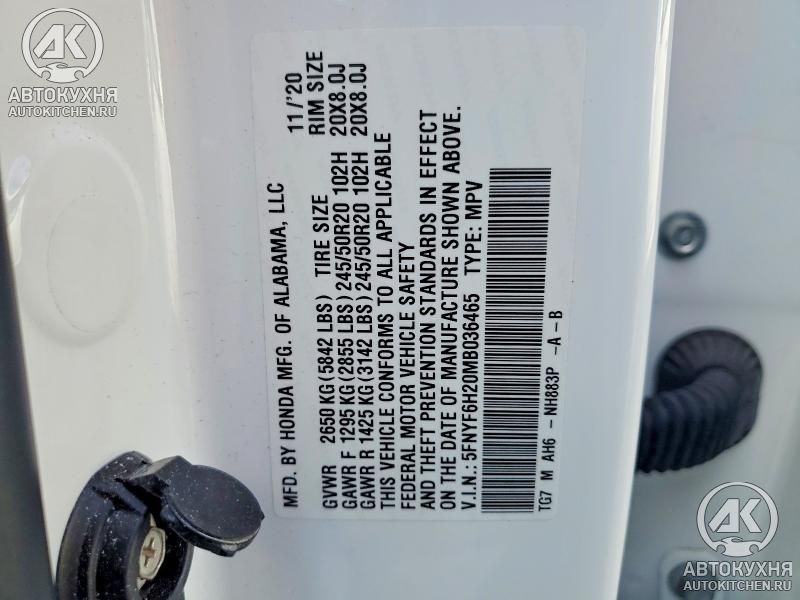 AK
АВТОКУХНЯ
AUTOKITCHEN.RU
MFD. BY HONDA MFG. OF ALABAMA, LLC 11/'20
GVWR 2650 KG (5842 LBS) TIRE SIZE RIM SIZE
GAWR F 1295 KG (2855 LBS) 245/50R20 102H 20X8.0J
GAWR R 1425 KG (3142 LBS) 245/50R20 102H 20X8.0J
THIS VEHICLE CONFORMS TO ALL APPLICABLE
FEDERAL MOTOR VEHICLE SAFETY
AND THEFT PREVENTION STANDARDS IN EFFECT
ON THE DATE OF MANUFACTURE SHOWN ABOVE.
V.I.N.: 5FNYF6H20MB036465 TYPE: MPV
TG7 M AH6 - NH883P -A-B
AK
АВТОКУХНЯ
AUTOKITCHEN.RU